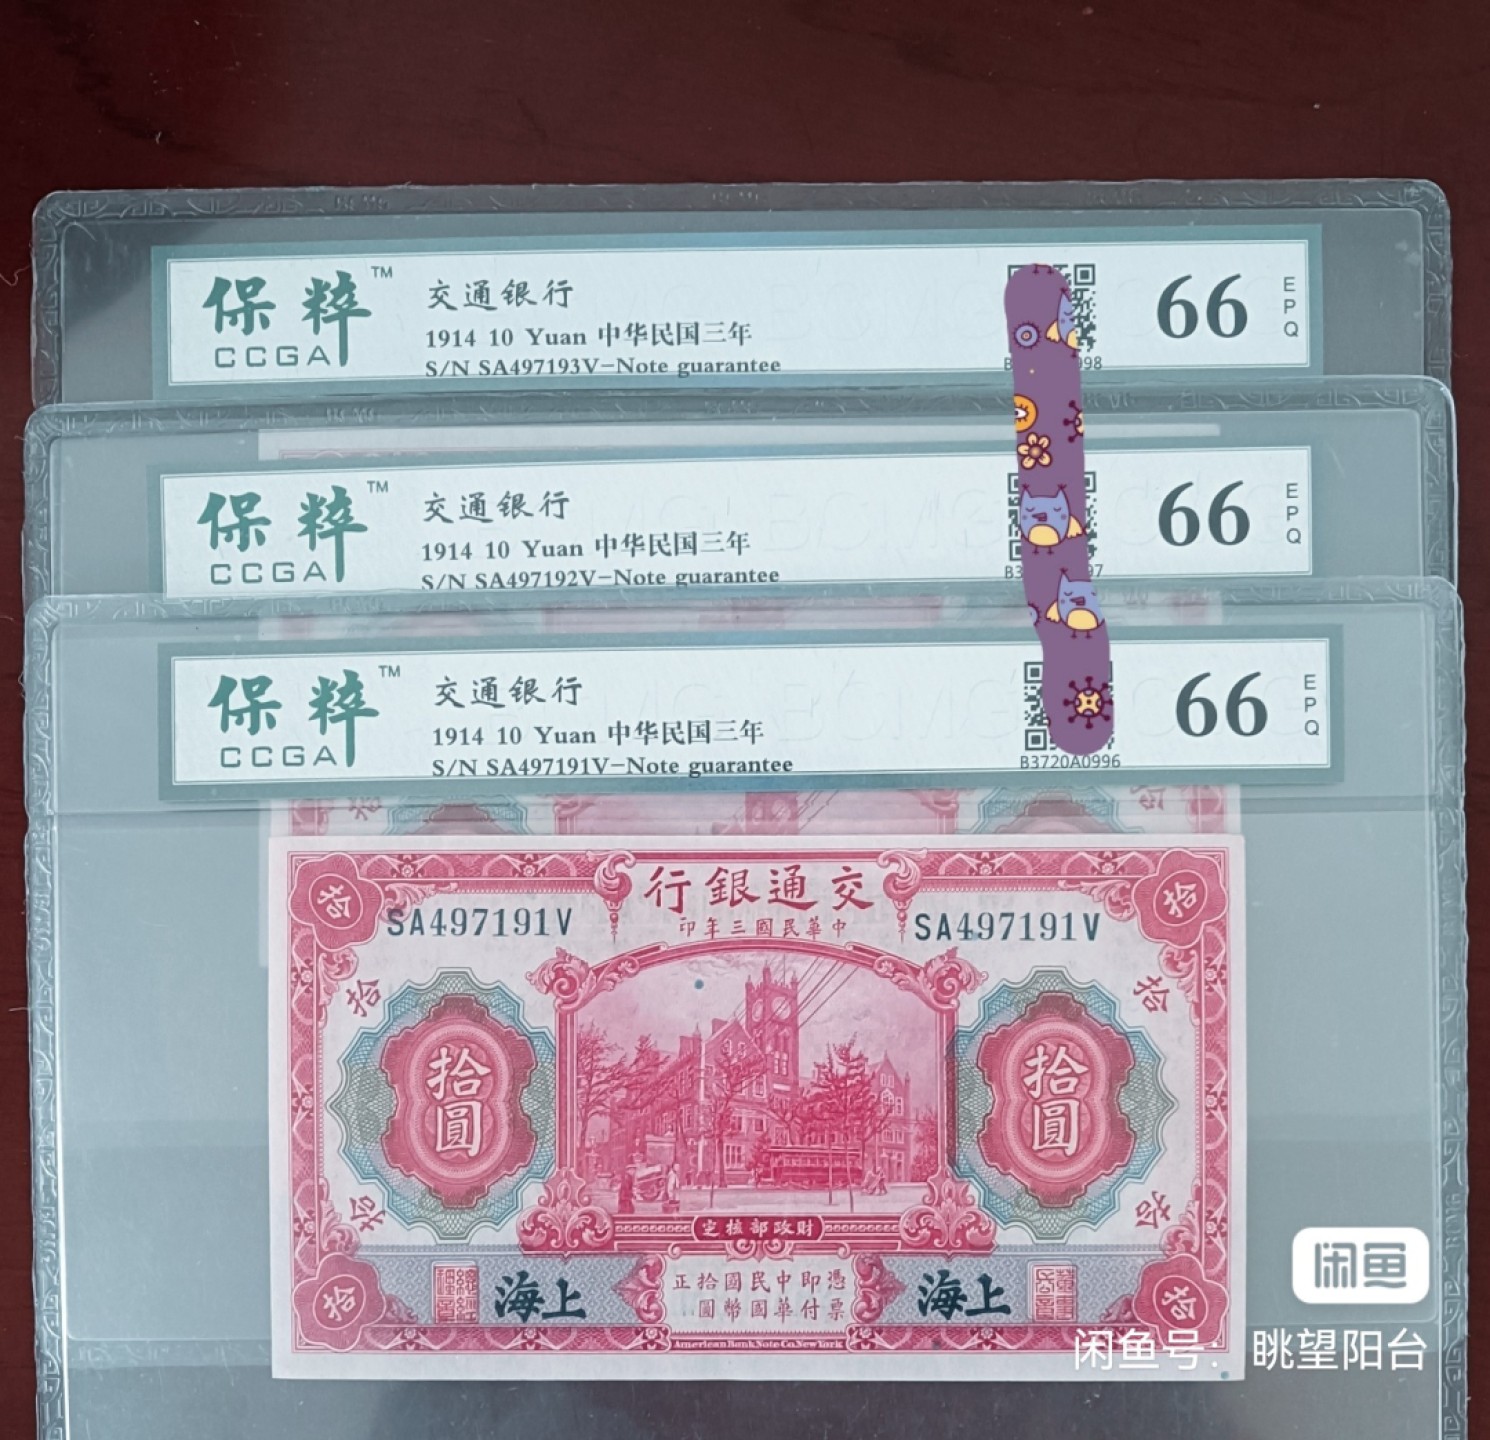 保粹™
CCGA
交通银行
1914 10 Yuan 中华民国三年
S/N SA497193V-Note guarantee
998
66
EPQ
保粹™
CCGA
交通银行
1914 10 Yuan 中华民国三年
S/N SA497192V-Note guarantee
66
EPQ
保粹™
CCGA
交通银行
1914 10 Yuan 中华民国三年
S/N SA497191V-Note guarantee
B3720A0996
66
EPQ
行銀通交
印年三國民華中
SA497191V
SA497191V
拾
拾
拾
拾
拾圓
拾圓
拾
拾
定核部政財
正拾國民中即憑
圓幣國華付票
海上
海上
拾
拾
American Bank Note Co. New York
闲鱼
闲鱼号：眺望阳台